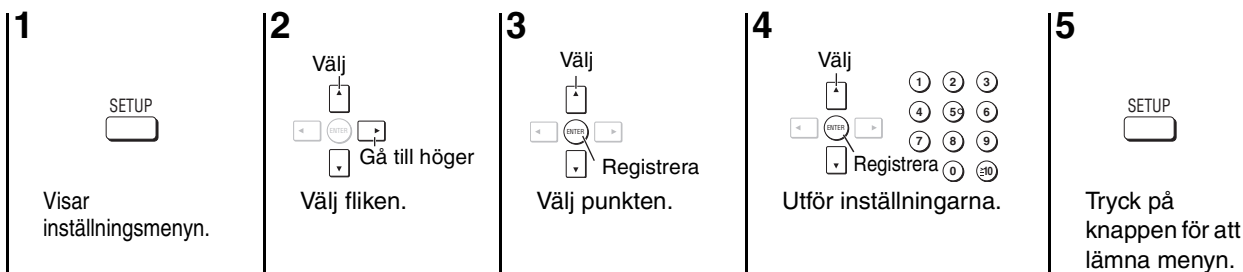 1
SETUP
Visar
inställningsmenyn.
2
Välj
ENTER
Gå till höger
Välj fliken.
3
Välj
ENTER
Registrera
Välj punkten.
4
Välj
ENTER
Registrera
1 2 3
4 5 6
7 8 9
0 ≧10
Utför inställningarna.
5
SETUP
Tryck på
knappen för att
lämna menyn.